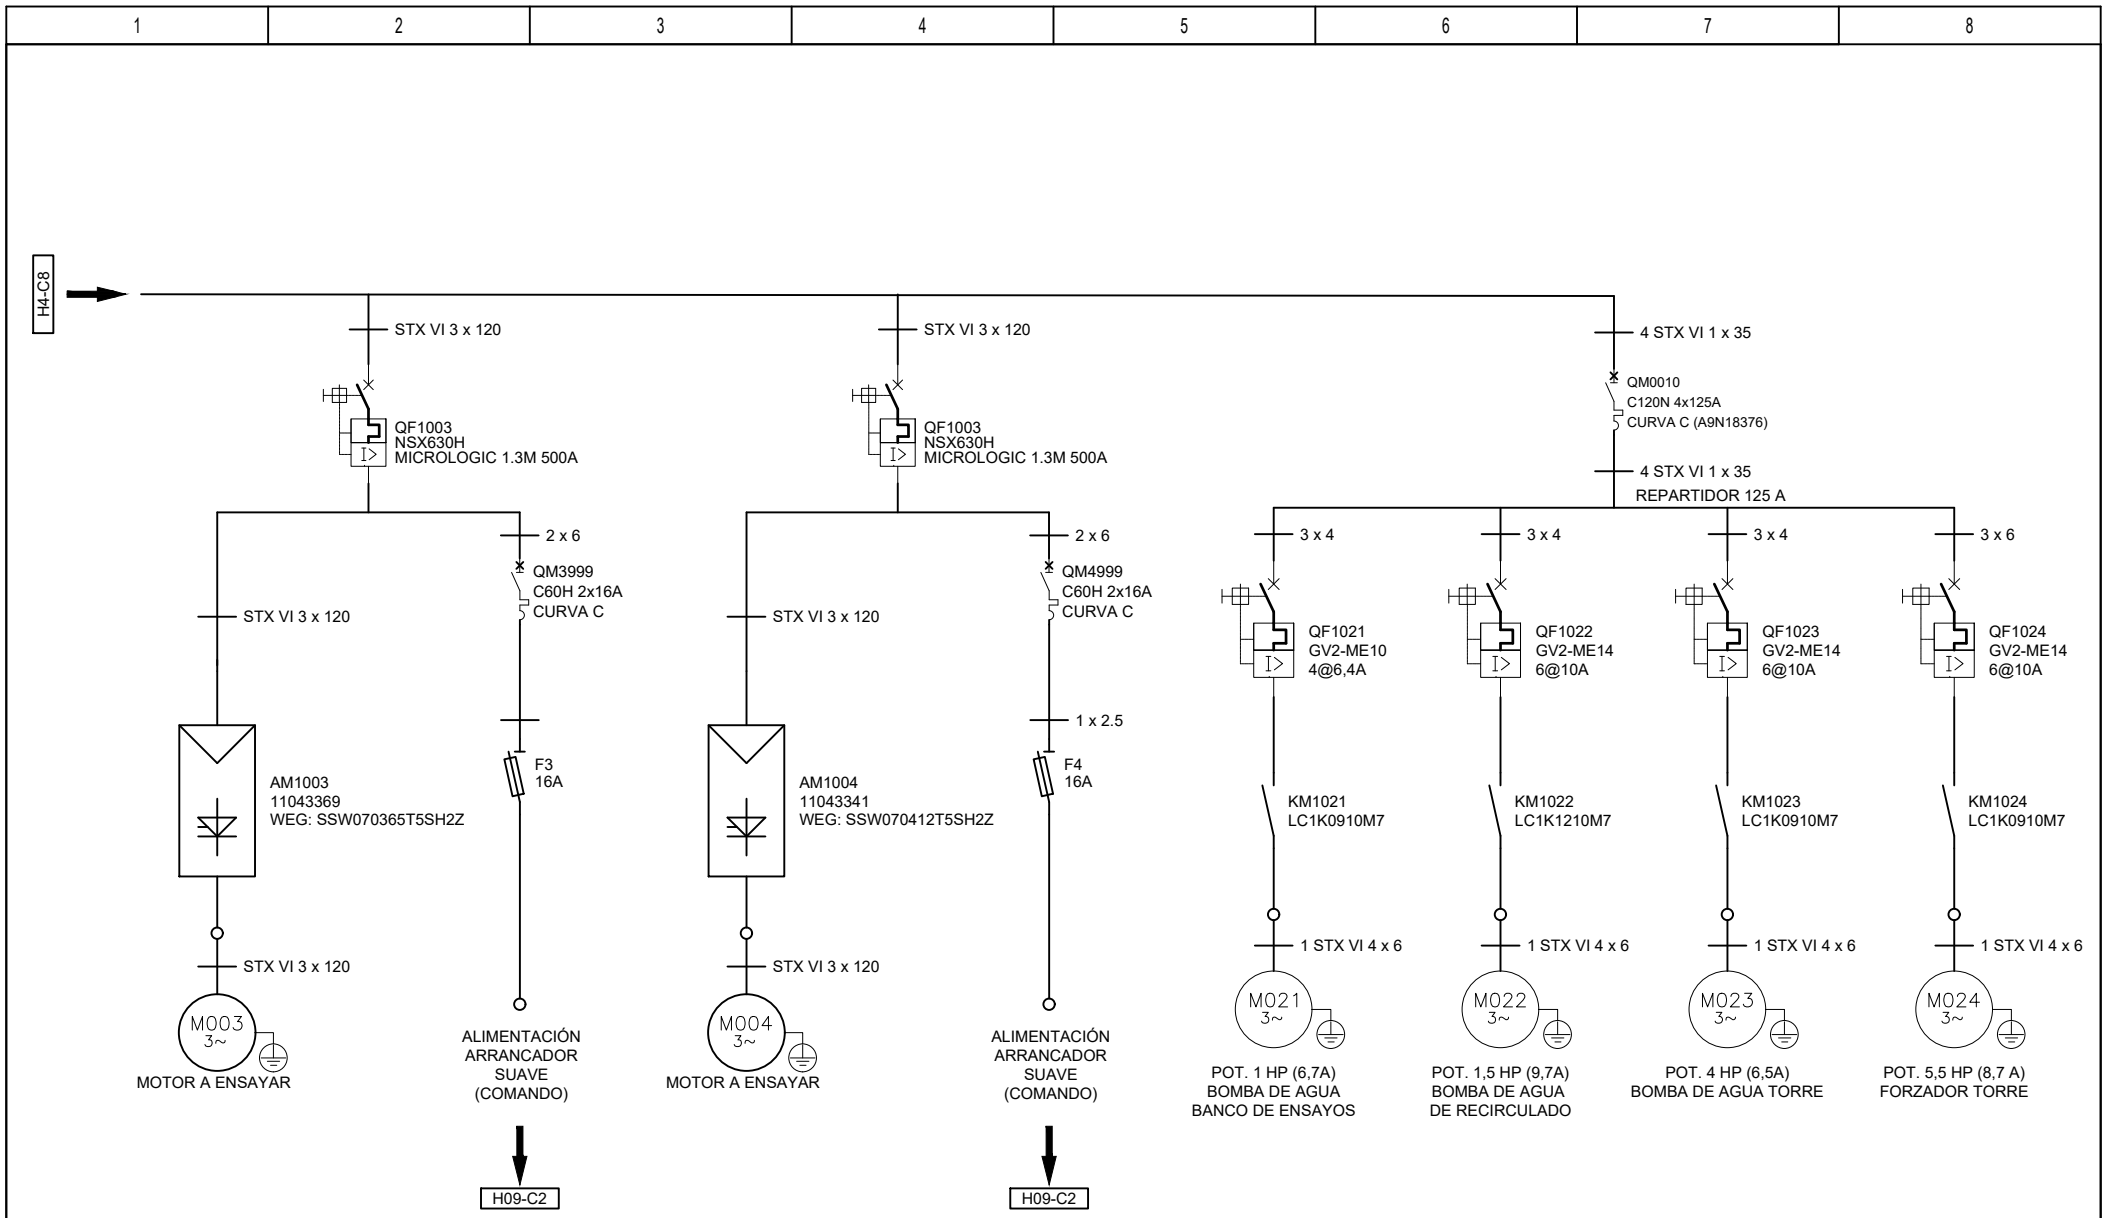 1
2
3
4
5
6
7
8
H4-C8
STX VI 3 x 120
STX VI 3 x 120
4 STX VI 1 x 35
QM0010
C120N 4x125A
CURVA C (A9N18376)
QF1003
NSX630H
MICROLOGIC 1.3M 500A
I>
QF1003
NSX630H
MICROLOGIC 1.3M 500A
I>
4 STX VI 1 x 35
REPARTIDOR 125 A
2 x 6
2 x 6
3 x 4
3 x 4
3 x 4
3 x 6
QM3999
C60H 2x16A
CURVA C
QM4999
C60H 2x16A
CURVA C
STX VI 3 x 120
STX VI 3 x 120
QF1021
GV2-ME10
4@6,4A
I>
QF1022
GV2-ME14
6@10A
I>
QF1023
GV2-ME14
6@10A
I>
QF1024
GV2-ME14
6@10A
I>
1 x 2.5
F3
16A
F4
16A
AM1003
11043369
WEG: SSW070365T5SH2Z
AM1004
11043341
WEG: SSW070412T5SH2Z
KM1021
LC1K0910M7
KM1022
LC1K1210M7
KM1023
LC1K0910M7
KM1024
LC1K0910M7
STX VI 3 x 120
STX VI 3 x 120
1 STX VI 4 x 6
1 STX VI 4 x 6
1 STX VI 4 x 6
1 STX VI 4 x 6
M003
3~
MOTOR A ENSAYAR
ALIMENTACIÓN
ARRANCADOR
SUAVE
(COMANDO)
M004
3~
MOTOR A ENSAYAR
ALIMENTACIÓN
ARRANCADOR
SUAVE
(COMANDO)
M021
3~
POT. 1 HP (6,7A)
BOMBA DE AGUA
BANCO DE ENSAYOS
M022
3~
POT. 1,5 HP (9,7A)
BOMBA DE AGUA
DE RECIRCULADO
M023
3~
POT. 4 HP (6,5A)
BOMBA DE AGUA TORRE
M024
3~
POT. 5,5 HP (8,7 A)
FORZADOR TORRE
H09-C2
H09-C2